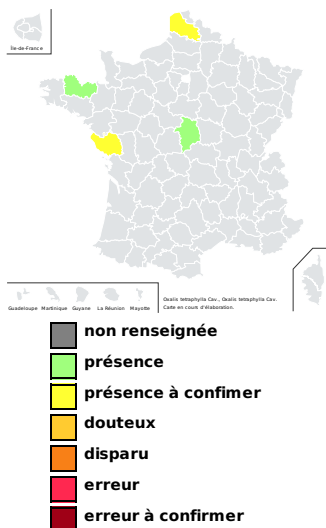 Île-de-France
Guadeloupe Martinique Guyane La Réunion Mayotte
Oxalis tetraphylla Cav., Oxalis tetraphylla Cav.
Carte en cours d'élaboration.
non renseignée
présence
présence à confimer
douteux
disparu
erreur
erreur à confirmer